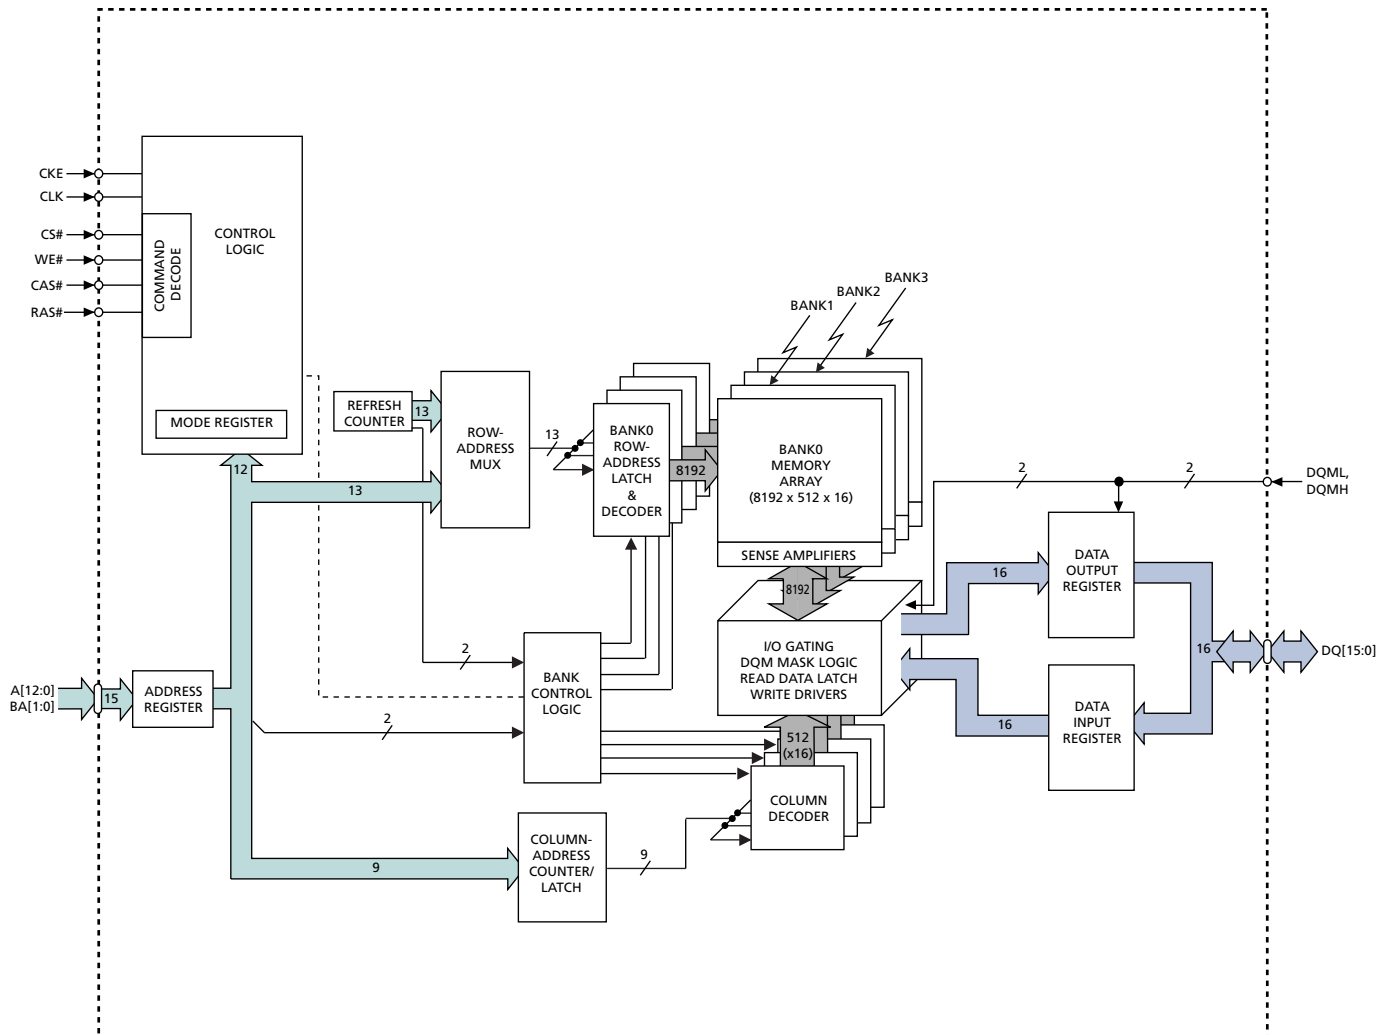 CKE
CLK
CS#
WE#
CAS#
RAS#
COMMAND
DECODE
CONTROL
LOGIC
MODE REGISTER
12
13
REFRESH
COUNTER
13
ROW-
ADDRESS
MUX
13
BANK0
ROW-
ADDRESS
LATCH
&
DECODER
8192
BANK1
BANK2
BANK3
BANK0
MEMORY
ARRAY
(8192 x 512 x 16)
SENSE AMPLIFIERS
8192
I/O GATING
DQM MASK LOGIC
READ DATA LATCH
WRITE DRIVERS
2
2
DQML,
DQMH
16
DATA
OUTPUT
REGISTER
16
DQ[15:0]
16
DATA
INPUT
REGISTER
A[12:0]
BA[1:0]
15
ADDRESS
REGISTER
2
2
BANK
CONTROL
LOGIC
512
(x16)
COLUMN
DECODER
9
COLUMN-
ADDRESS
COUNTER/
LATCH
9